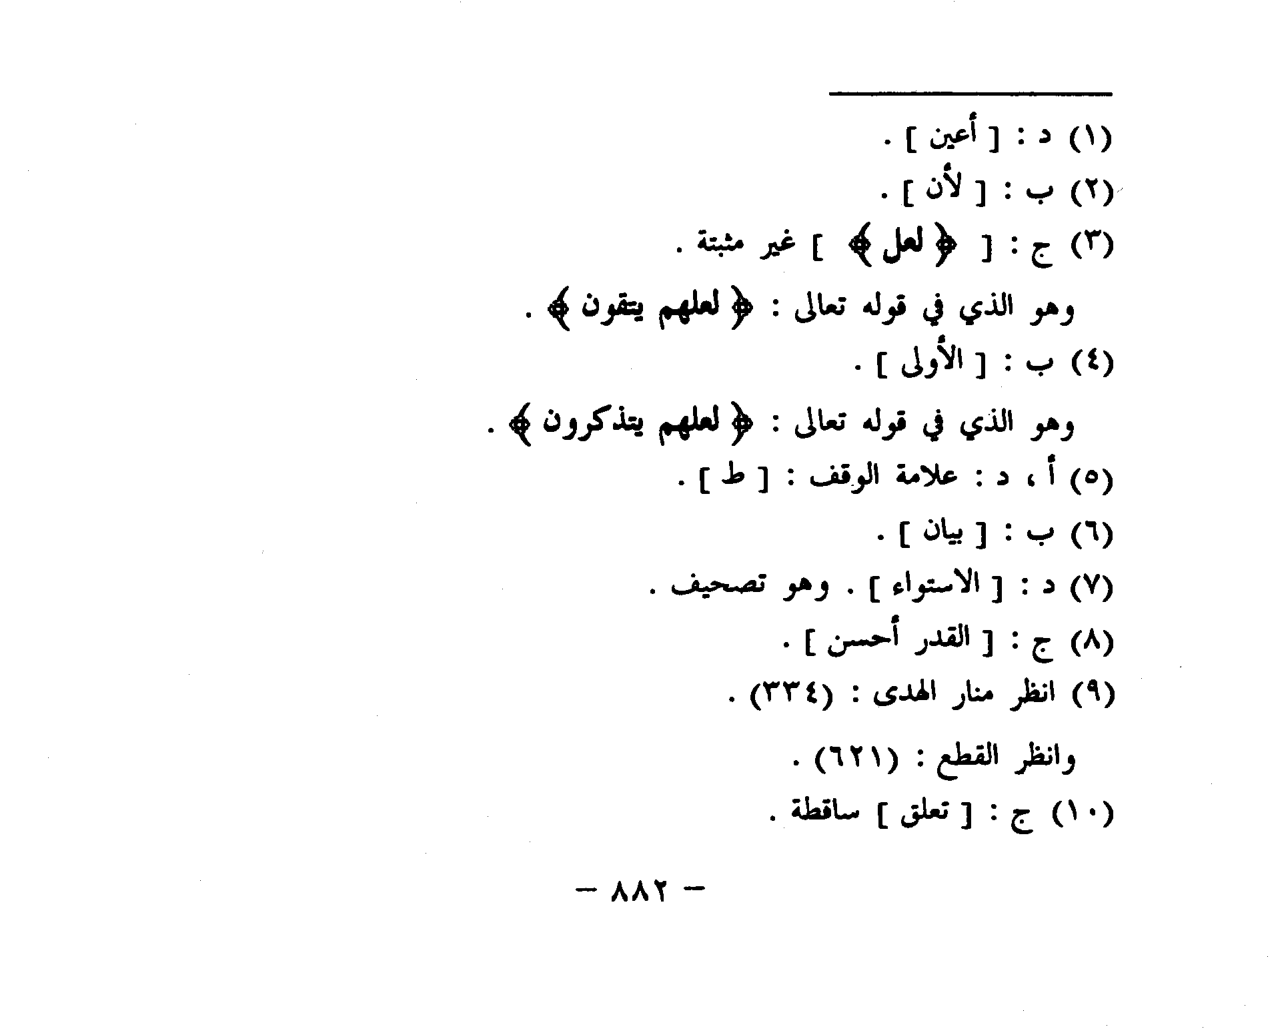 (١) د : [ أعين ] .
(٢) ب : [ لأن ] .
(٣) ج : [ ﴿ لعل ﴾ ] غير مثبتة .
وهو الذي في قوله تعالى : ﴿ لعلهم يتقون ﴾ .
(٤) ب : [ الأولى ] .
وهو الذي في قوله تعالى : ﴿ لعلهم يتذكرون ﴾ .
(٥) أ ، د : علامة الوقف : [ ط ] .
(٦) ب : [ بيان ] .
(٧) د : [ الاستواء ] . وهو تصحيف .
(٨) ج : [ القدر أحسن ] .
(٩) انظر منار الهدى : (٣٣٤) .
وانظر القطع : (٦٢١) .
(١٠) ج : [ تعلق ] ساقطة .
– ٨٨٢ –